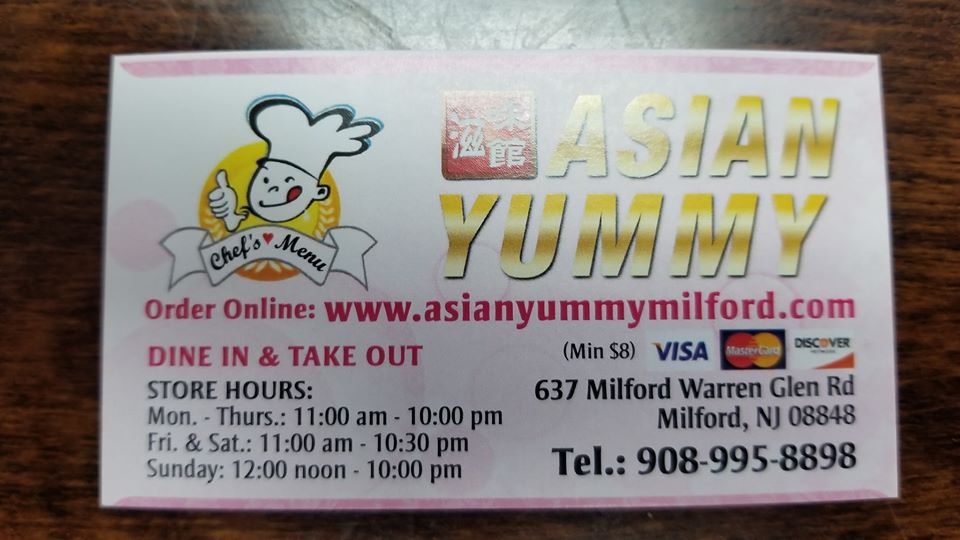 Chef's Menu
滋味館
ASIAN
YUMMY
Order Online: www.asianyummymilford.com
DINE IN & TAKE OUT
(Min $8) VISA MasterCard DISCOVER NETWORK
STORE HOURS:
Mon. - Thurs.: 11:00 am - 10:00 pm
Fri. & Sat.: 11:00 am - 10:30 pm
Sunday: 12:00 noon - 10:00 pm
637 Milford Warren Glen Rd
Milford, NJ 08848
Tel.: 908-995-8898